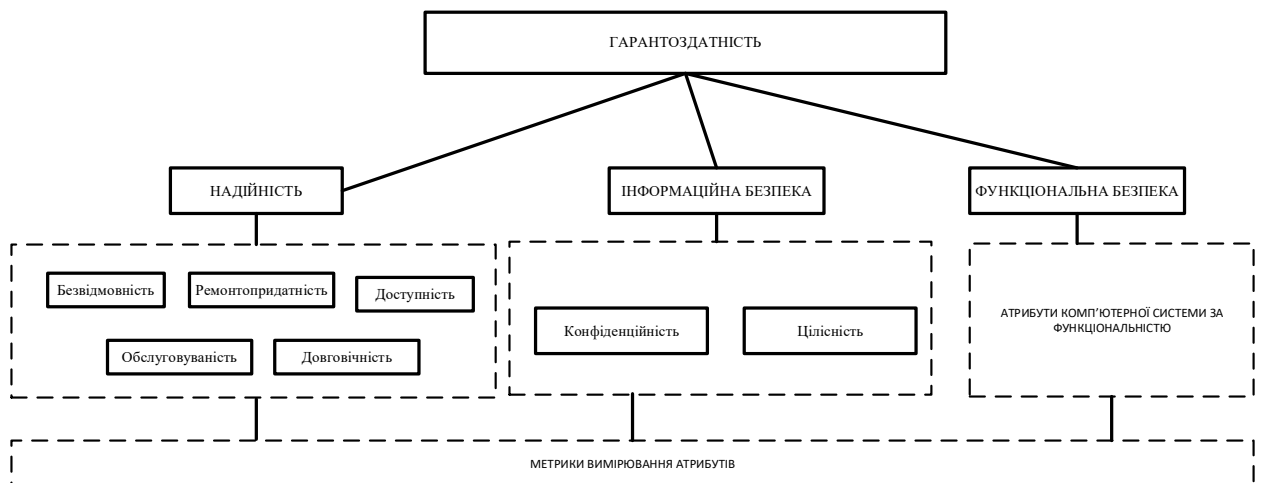 ГАРАНТОЗДАТНІСТЬ
НАДІЙНІСТЬ
ІНФОРМАЦІЙНА БЕЗПЕКА
ФУНКЦІОНАЛЬНА БЕЗПЕКА
Безвідмовність
Ремонтопридатність
Доступність
Обслуговуваність
Довговічність
Конфіденційність
Цілісність
АТРИБУТИ КОМП’ЮТЕРНОЇ СИСТЕМИ ЗА
ФУНКЦІОНАЛЬНІСТЮ
МЕТРИКИ ВИМІРЮВАННЯ АТРИБУТІВ